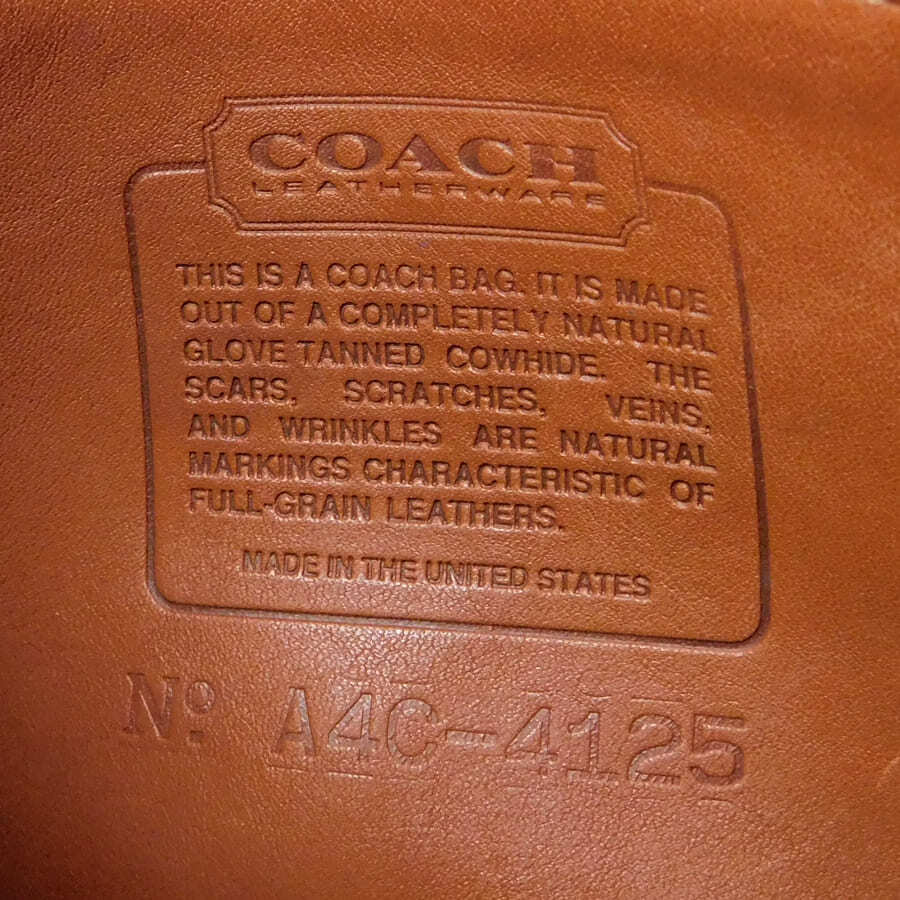 COACH
LEATHERWARE
THIS IS A COACH BAG. IT IS MADE
OUT OF A COMPLETELY NATURAL
GLOVE TANNED COWHIDE. THE
SCARS, SCRATCHES, VEINS,
AND WRINKLES ARE NATURAL
MARKINGS CHARACTERISTIC OF
FULL-GRAIN LEATHERS.
MADE IN THE UNITED STATES
Nº A4C-4125